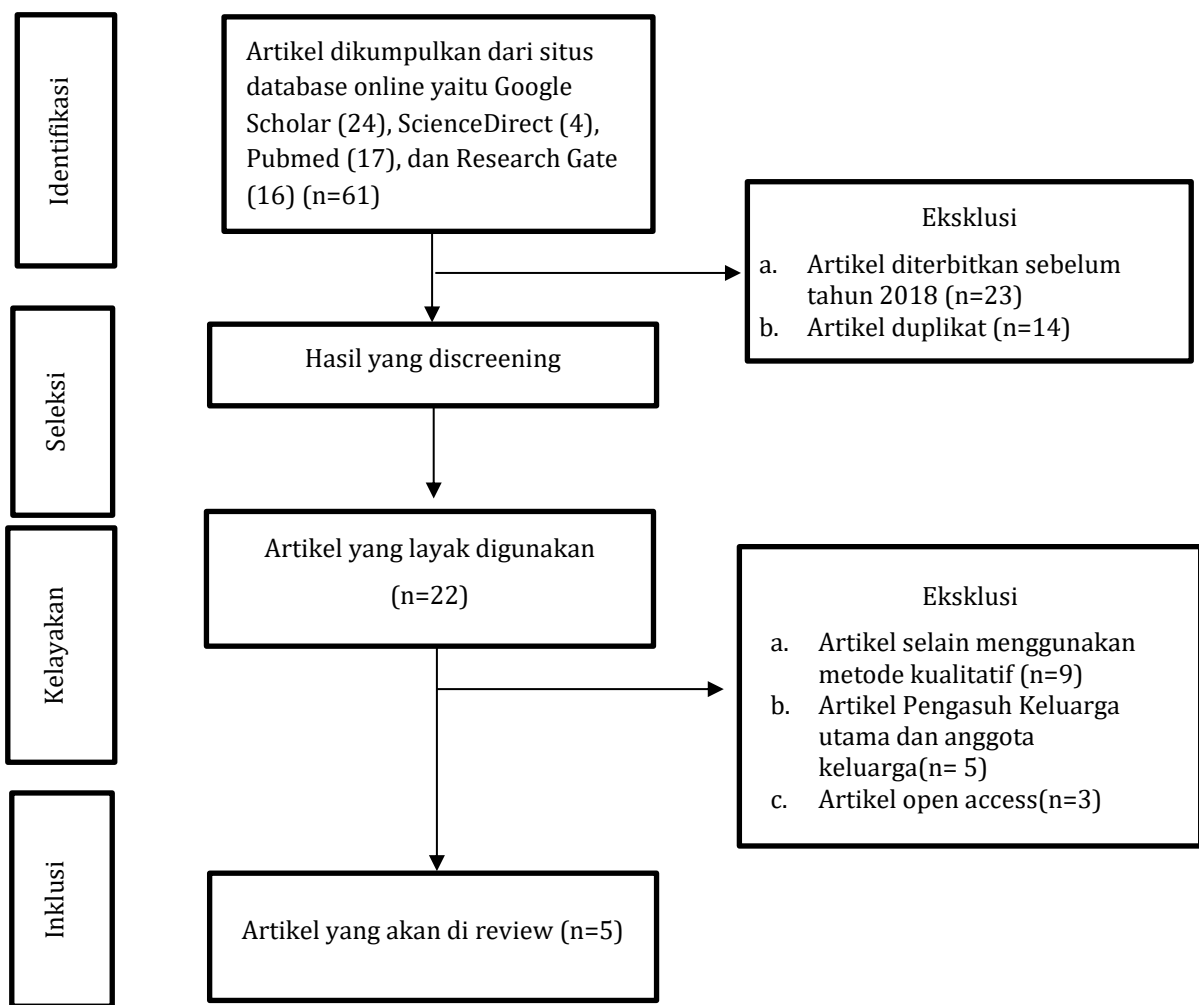 Identifikasi
Artikel dikumpulkan dari situs
database online yaitu Google
Scholar (24), ScienceDirect (4),
Pubmed (17), dan Research Gate
(16) (n=61)
Eksklusi
a. Artikel diterbitkan sebelum
tahun 2018 (n=23)
b. Artikel duplikat (n=14)
Seleksi
Hasil yang discreening
Kelayakan
Artikel yang layak digunakan
(n=22)
Eksklusi
a. Artikel selain menggunakan
metode kualitatif (n=9)
b. Artikel Pengasuh Keluarga
utama dan anggota
keluarga(n= 5)
c. Artikel open access(n=3)
Inklusi
Artikel yang akan di review (n=5)